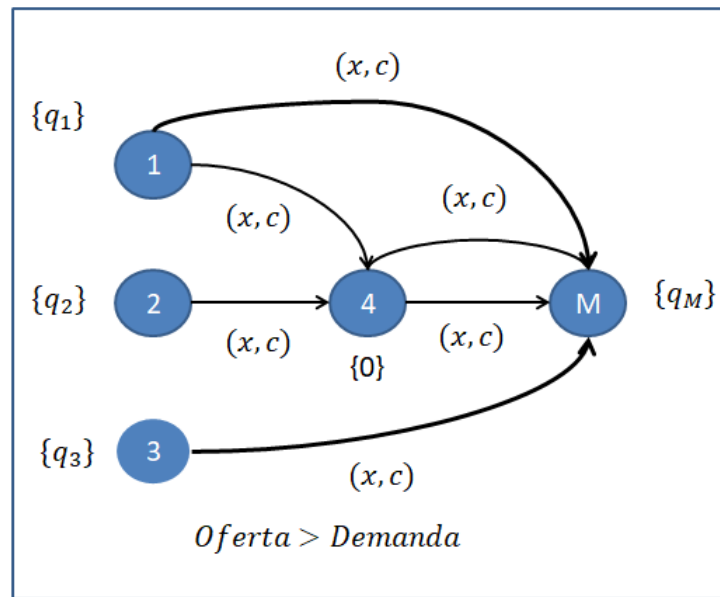 (x, c)
{q₁}
1
(x, c)
(x, c)
{q₂}
2
4
M
{q_M}
(x, c)
(x, c)
{0}
{q₃}
3
(x, c)
Oferta > Demanda